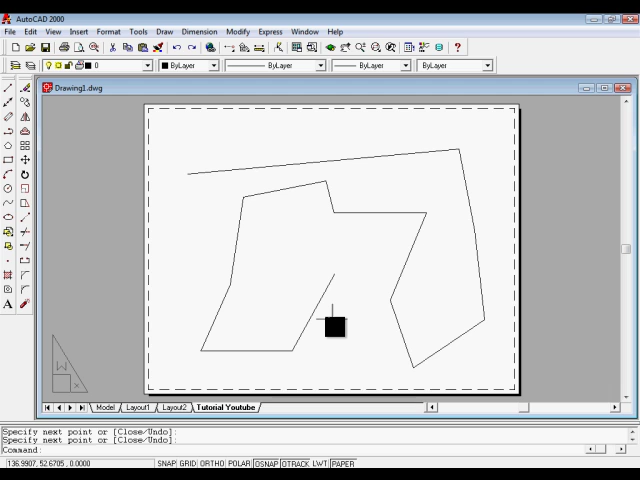 AutoCAD 2000
File Edit View Insert Format Tools Draw Dimension Modify Express Window Help
0 ByLayer ByLayer ByLayer ByLayer
Drawing1.dwg
W
X
Model Layout1 Layout2 Tutorial Youtube
Specify next point or [Close/Undo]:
Specify next point or [Close/Undo]:
Command:
136.9907, 52.6705 , 0.0000 SNAP GRID ORTHO POLAR OSNAP OTRACK LWT PAPER